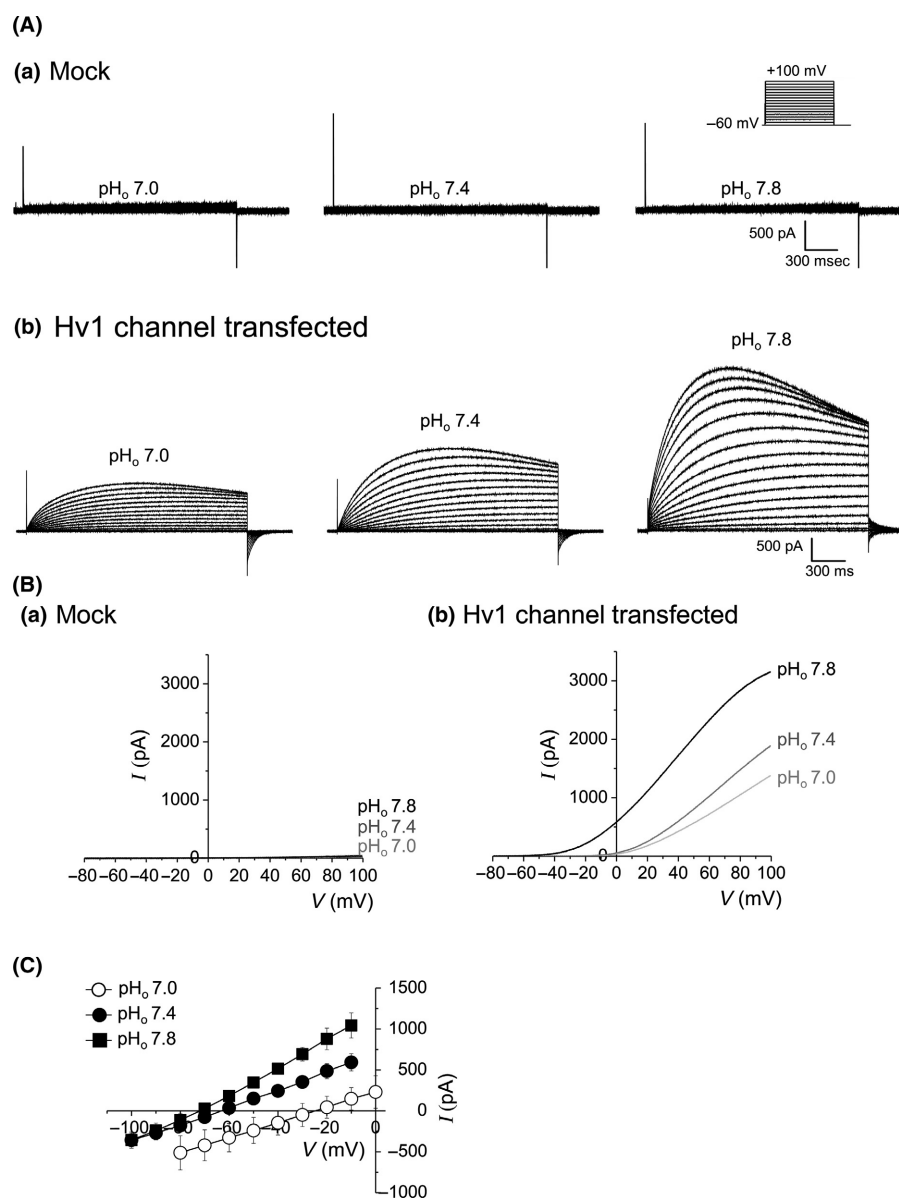 (A)
(a) Mock
+100 mV
–60 mV
pHo 7.0
pHo 7.4
pHo 7.8
500 pA
300 msec
(b) Hv1 channel transfected
pHo 7.0
pHo 7.4
pHo 7.8
500 pA
300 ms
(B)
(a) Mock
3000
2000
1000
0
I (pA)
pHo 7.8
pHo 7.4
pHo 7.0
–80 –60 –40 –20 0 20 40 60 80 100
V (mV)
(b) Hv1 channel transfected
3000
2000
1000
0
I (pA)
pHo 7.8
pHo 7.4
pHo 7.0
–80 –60 –40 –20 0 20 40 60 80 100
V (mV)
(C)
pHo 7.0
pHo 7.4
pHo 7.8
1500
1000
500
0
–500
–1000
I (pA)
–100 –80 –60 –40 –20 0
V (mV)